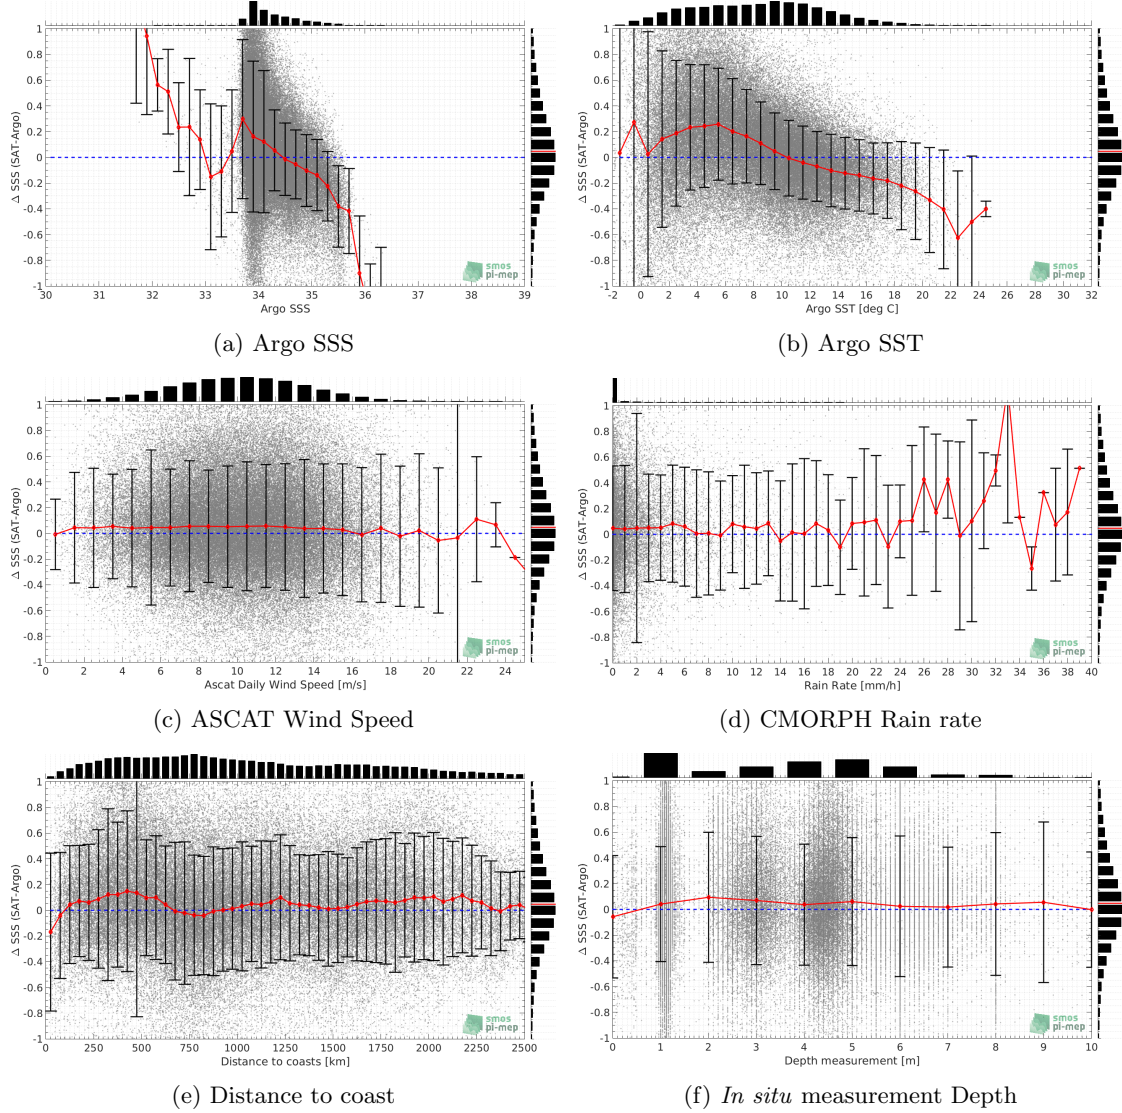 1
0.8
0.6
0.4
0.2
0
-0.2
-0.4
-0.6
-0.8
-1
Δ SSS (SAT-Argo)
30 31 32 33 34 35 36 37 38 39
Argo SSS
smos
pi-mep
(a) Argo SSS
1
0.8
0.6
0.4
0.2
0
-0.2
-0.4
-0.6
-0.8
-1
Δ SSS (SAT-Argo)
-2 0 2 4 6 8 10 12 14 16 18 20 22 24 26 28 30 32
Argo SST [deg C]
smos
pi-mep
(b) Argo SST
1
0.8
0.6
0.4
0.2
0
-0.2
-0.4
-0.6
-0.8
-1
Δ SSS (SAT-Argo)
0 2 4 6 8 10 12 14 16 18 20 22 24
Ascat Daily Wind Speed [m/s]
smos
pi-mep
(c) ASCAT Wind Speed
1
0.8
0.6
0.4
0.2
0
-0.2
-0.4
-0.6
-0.8
-1
Δ SSS (SAT-Argo)
0 2 4 6 8 10 12 14 16 18 20 22 24 26 28 30 32 34 36 38 40
Rain Rate [mm/h]
smos
pi-mep
(d) CMORPH Rain rate
1
0.8
0.6
0.4
0.2
0
-0.2
-0.4
-0.6
-0.8
-1
Δ SSS (SAT-Argo)
0 250 500 750 1000 1250 1500 1750 2000 2250 2500
Distance to coasts [km]
smos
pi-mep
(e) Distance to coast
1
0.8
0.6
0.4
0.2
0
-0.2
-0.4
-0.6
-0.8
-1
Δ SSS (SAT-Argo)
0 1 2 3 4 5 6 7 8 9 10
Depth measurement [m]
smos
pi-mep
(f) In situ measurement Depth